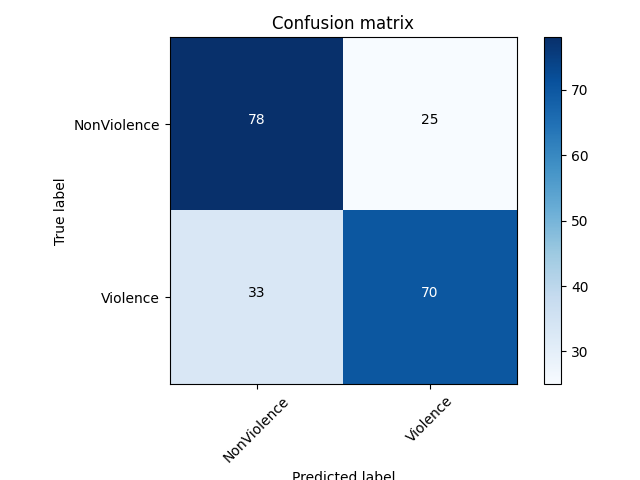 Confusion matrix
True label
NonViolence
78
25
Violence
33
70
NonViolence
Violence
Predicted label
70
60
50
40
30